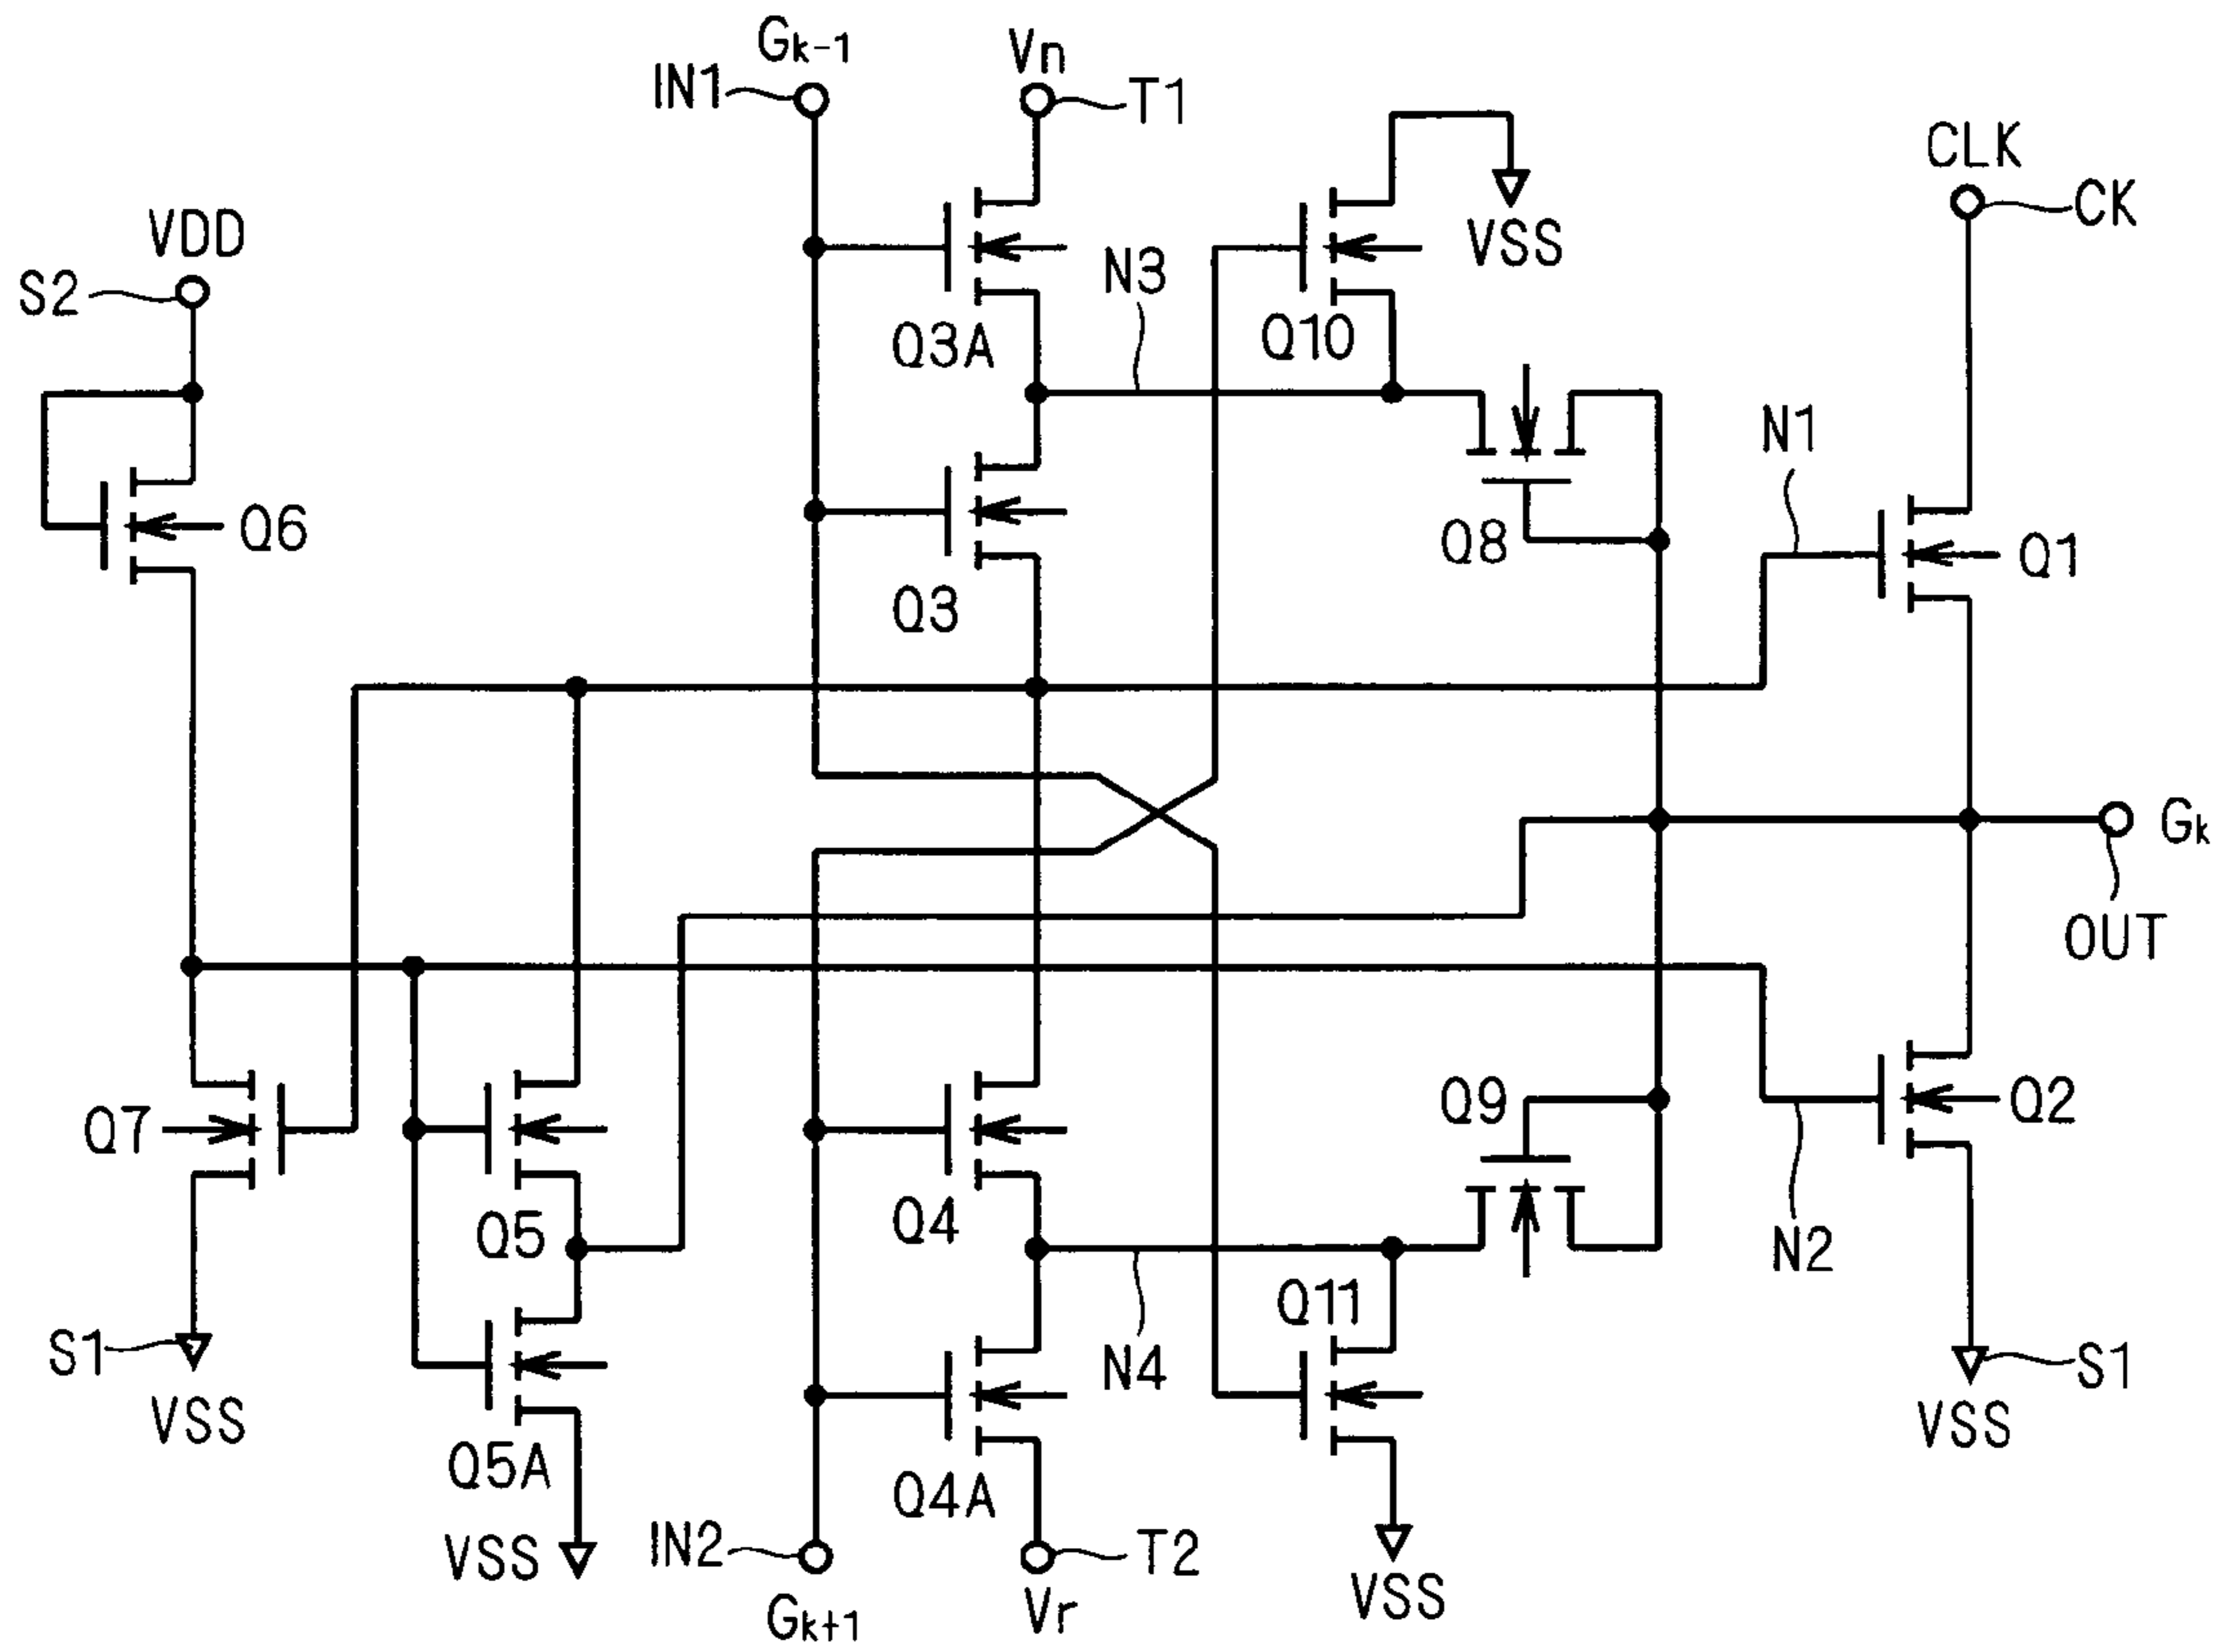 Gk-1
Vn
IN1
T1
CLK
CK
VDD
VSS
S2
N3
Q3A
Q10
N1
Q6
Q8
Q1
Q3
Gk
OUT
Q7
Q9
Q2
Q5
Q4
N2
Q11
S1
N4
S1
VSS
VSS
Q5A
Q4A
VSS
IN2
T2
VSS
Gk+1
Vr